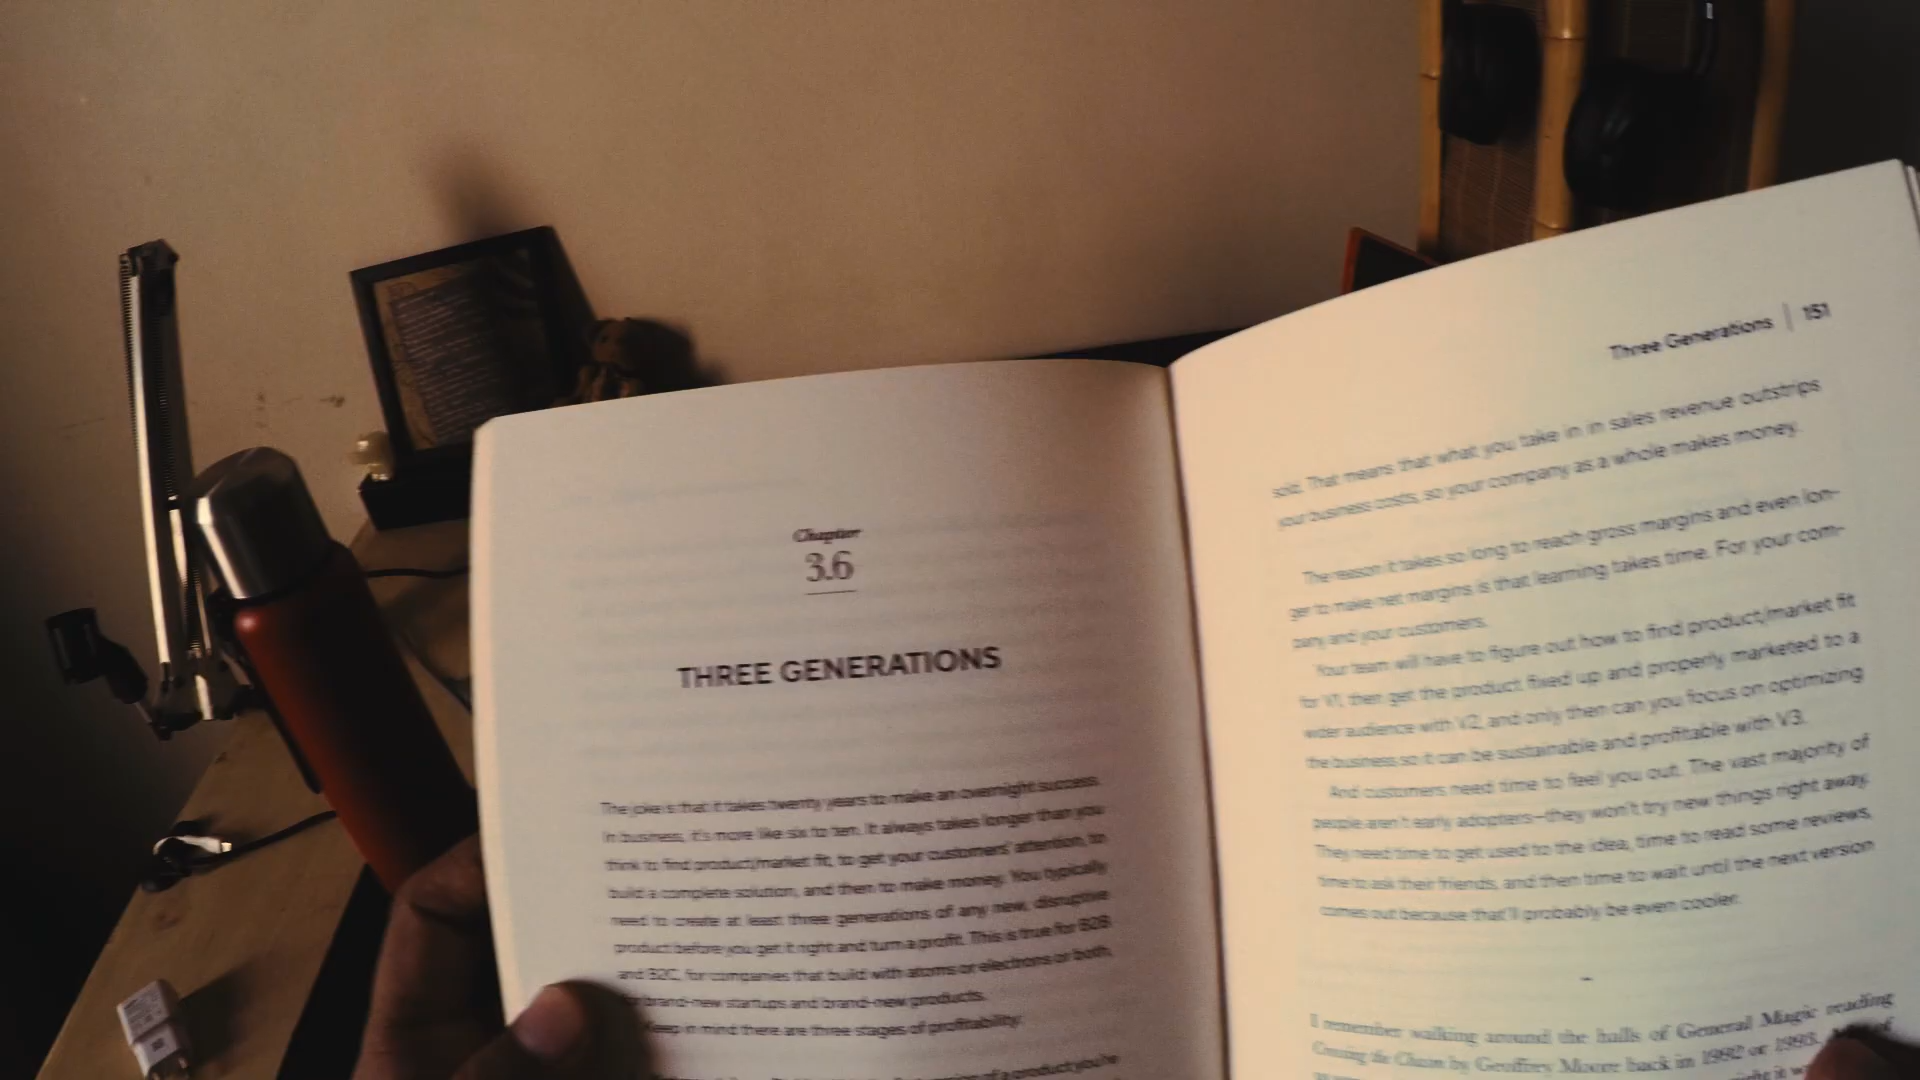 Chapter
3.6
THREE GENERATIONS
The joke is that it takes twenty years to make an overnight success.
In business, it's more like six to ten. It always takes longer than you
think to find product/market fit, to get your customers' attention, to
build a complete solution, and then to make money. You typically
need to create at least three generations of any new, disruptive
product before you get it right and turn a profit. This is true for B2B
and B2C, for companies that build with atoms or electrons or both,
brand-new startups and brand-new products.
Keep in mind there are three stages of profitability:
Three Generations | 151
sold. That means that what you take in in sales revenue outstrips
your business costs, so your company as a whole makes money.
The reason it takes so long to reach gross margins and even lon-
ger to make net margins is that learning takes time. For your com-
pany and your customers.
Your team will have to figure out how to find product/market fit
for V1, then get the product fixed up and properly marketed to a
wider audience with V2, and only then can you focus on optimizing
the business so it can be sustainable and profitable with V3.
And customers need time to feel you out. The vast majority of
people aren't early adopters—they won't try new things right away.
They need time to get used to the idea, time to read some reviews,
time to ask their friends, and then time to wait until the next version
comes out because that'll probably be even cooler.
I remember walking around the halls of General Magic reading
Crossing the Chasm by Geoffrey Moore back in 1992 or 1993.